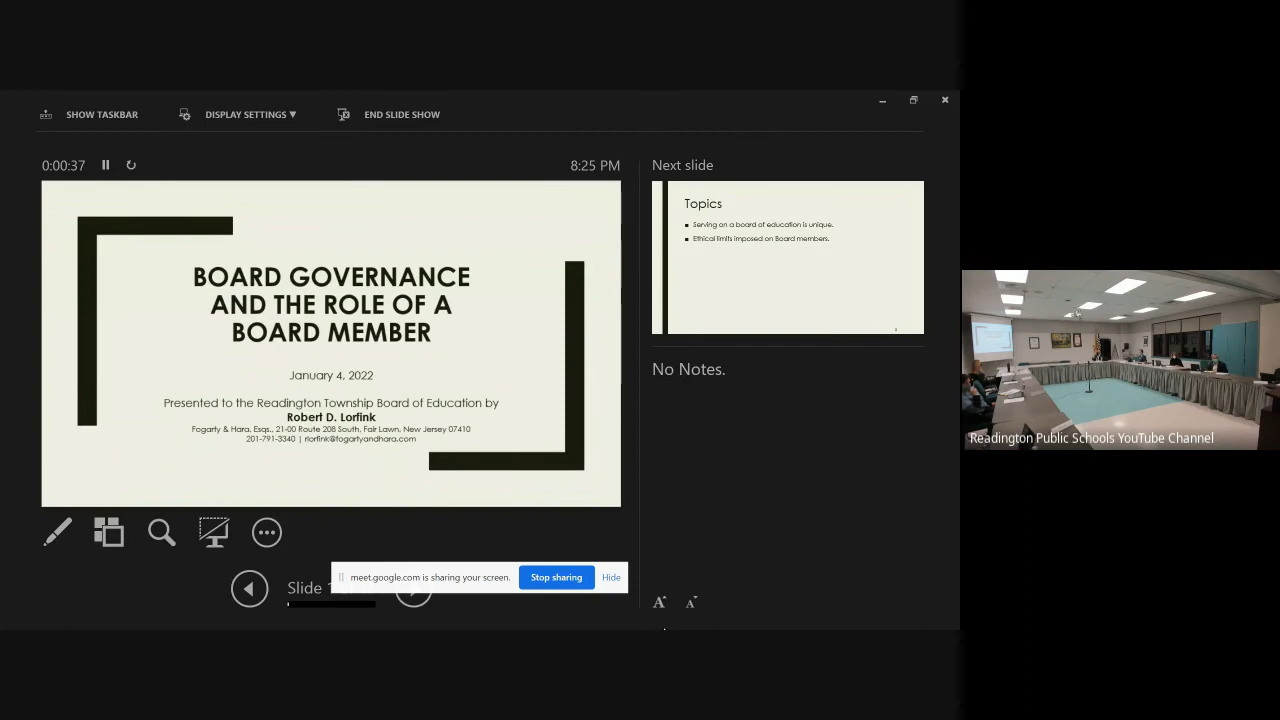 SHOW TASKBAR
DISPLAY SETTINGS ▼
END SLIDE SHOW
0:00:37
8:25 PM
Next slide
BOARD GOVERNANCE
AND THE ROLE OF A
BOARD MEMBER
January 4, 2022
Presented to the Readington Township Board of Education by
Robert D. Lorfink
Fogarty & Hara, Esqs., 21-00 Route 208 South, Fair Lawn, New Jersey 07410
201-791-3340 | rlorfink@fogartyandhara.com
Topics
▪ Serving on a board of education is unique.
▪ Ethical limits imposed on Board members.
No Notes.
Readington Public Schools YouTube Channel
meet.google.com is sharing your screen.
Stop sharing
Hide
Slide
A
A